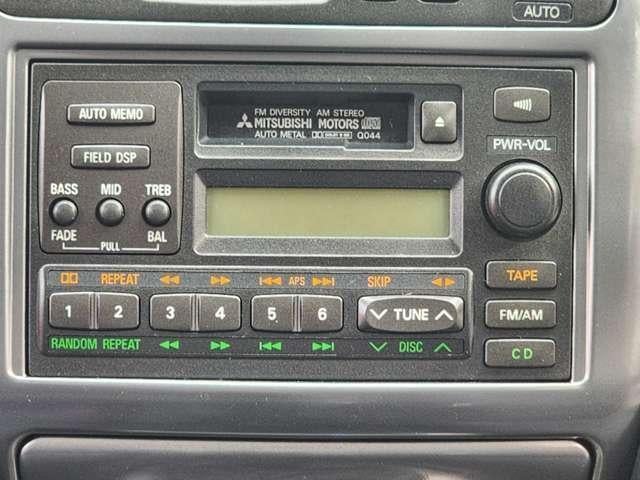 AUTO
AUTO MEMO
FM DIVERSITY AM STEREO
MITSUBISHI MOTORS
AUTO METAL DOLBY B NR Q044
FIELD DSP
PWR-VOL
BASS MID TREB
FADE PULL BAL
TAPE
REPEAT APS SKIP
1 2 3 4 5 6 TUNE
FM/AM
RANDOM REPEAT DISC
CD